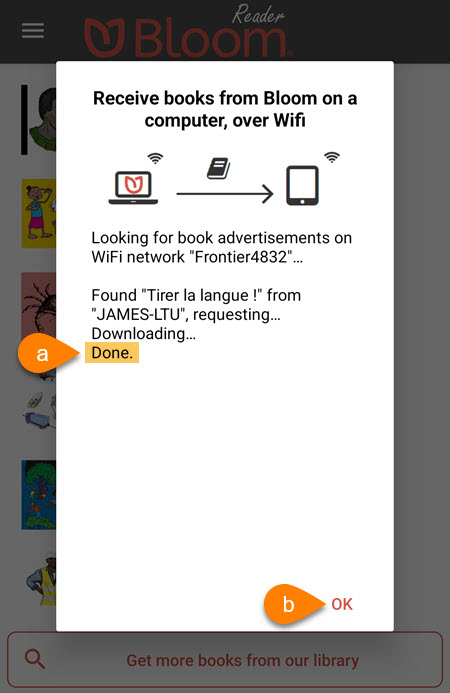 Reader
Bloom®
Receive books from Bloom on a
computer, over Wifi
Looking for book advertisements on
WiFi network "Frontier4832"...
Found "Tirer la langue !" from
"JAMES-LTU", requesting...
Downloading...
a
Done.
b
OK
Get more books from our library